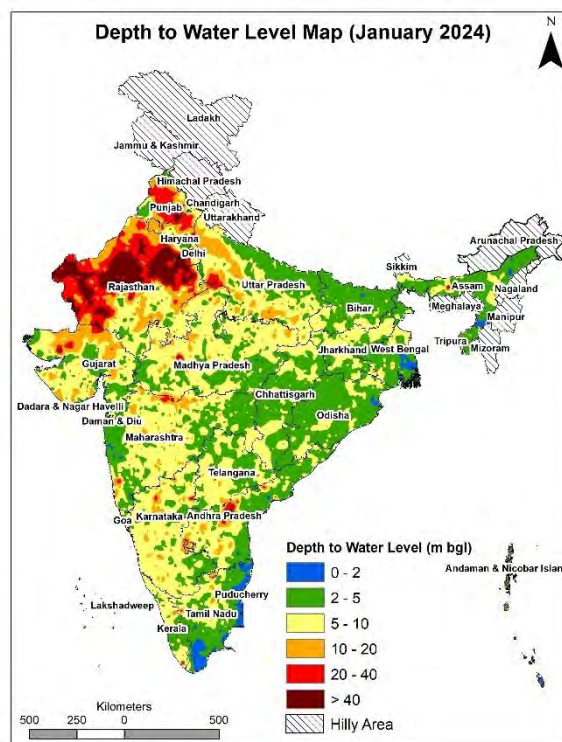 Depth to Water Level Map (January 2024)
N
Ladakh
Jammu & Kashmir
Himachal Pradesh
Punjab
Chandigarh
Uttarakhand
Haryana
Delhi
Arunachal Pradesh
Sikkim
Rajasthan
Uttar Pradesh
Assam
Nagaland
Meghalaya
Bihar
Manipur
Tripura
Mizoram
Jharkhand
West Bengal
Gujarat
Madhya Pradesh
Chhattisgarh
Dadara & Nagar Havelli
Odisha
Daman & Diu
Maharashtra
Telangana
Goa
Karnataka
Andhra Pradesh
Depth to Water Level (m bgl)
0 - 2
Andaman & Nicobar Islan
2 - 5
Puducherry
Lakshadweep
Tamil Nadu
5 - 10
Kerala
10 - 20
20 - 40
> 40
Kilometers
Hilly Area
500 250 0 500